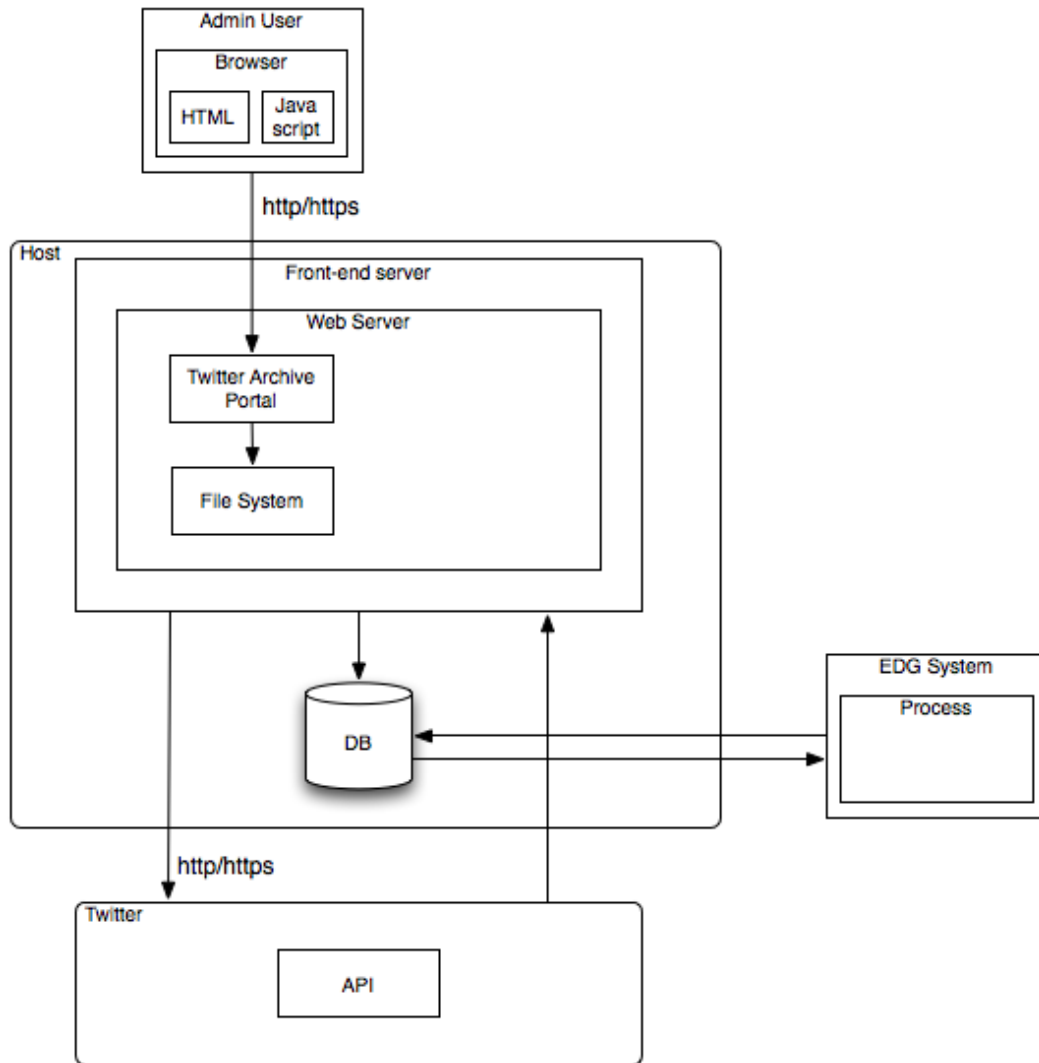 Admin User
Browser
HTML
Java
script
http/https
Host
Front-end server
Web Server
Twitter Archive
Portal
File System
EDG System
Process
DB
http/https
Twitter
API